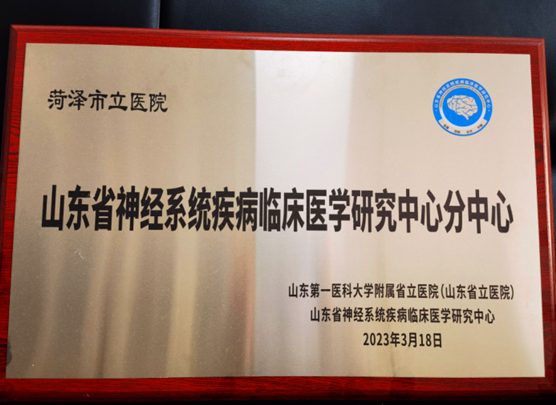 菏泽市立医院
山东省神经系统疾病临床医学研究中心分中心
山东第一医科大学附属省立医院(山东省立医院)
山东省神经系统疾病临床医学研究中心
2023年3月18日